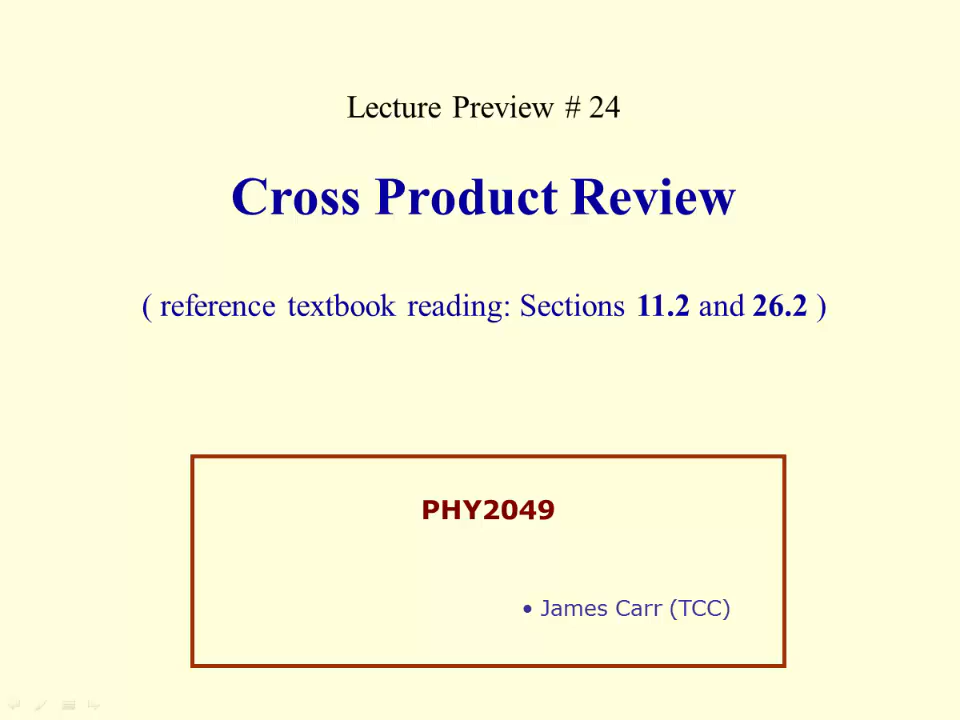 Lecture Preview # 24
Cross Product Review
( reference textbook reading: Sections 11.2 and 26.2 )
PHY2049
• James Carr (TCC)